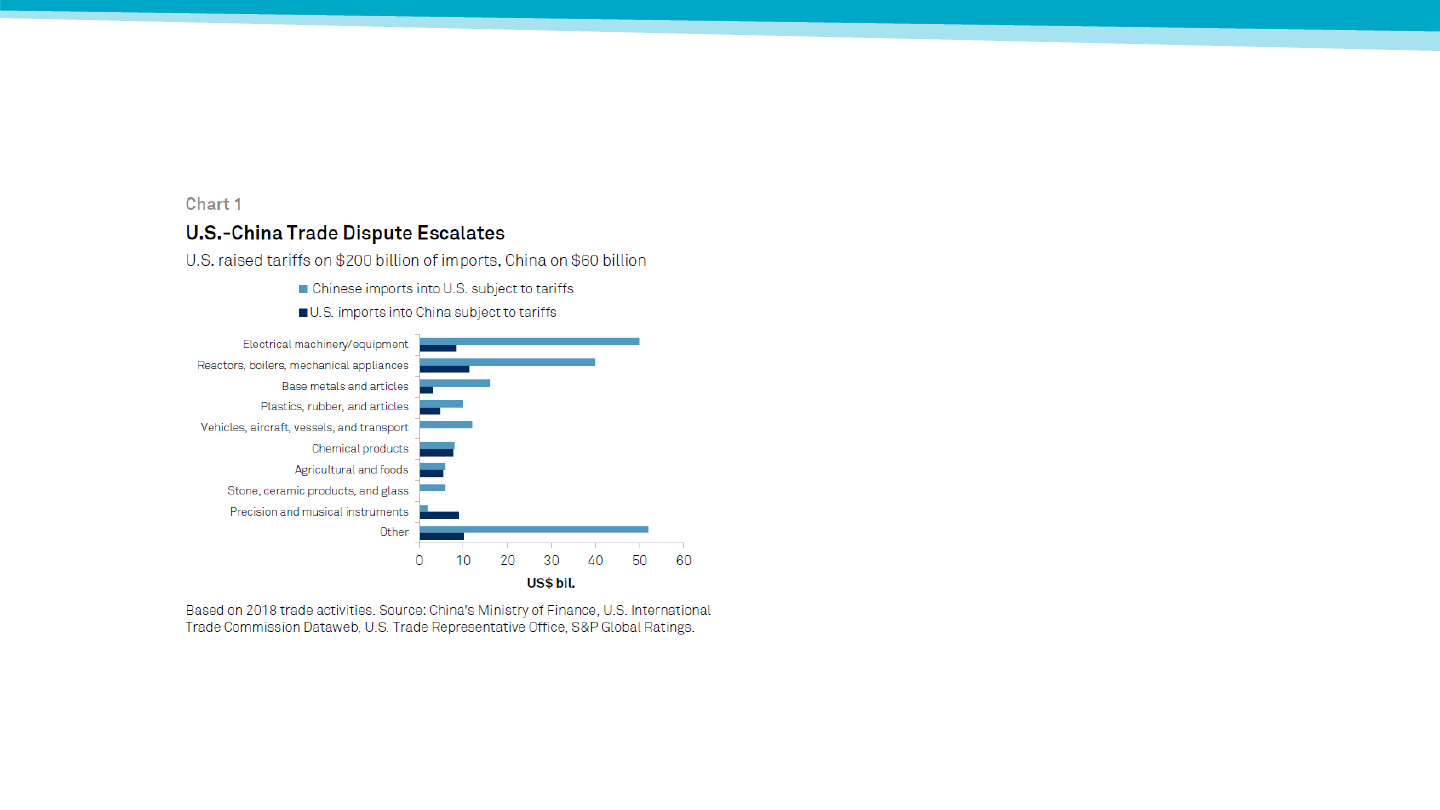 Chart 1
U.S.-China Trade Dispute Escalates
U.S. raised tariffs on $200 billion of imports, China on $60 billion
Chinese imports into U.S. subject to tariffs
U.S. imports into China subject to tariffs
Electrical machinery/equipment
Reactors, boilers, mechanical appliances
Base metals and articles
Plastics, rubber, and articles
Vehicles, aircraft, vessels, and transport
Chemical products
Agricultural and foods
Stone, ceramic products, and glass
Precision and musical instruments
Other
0 10 20 30 40 50 60
US$ bil.
Based on 2018 trade activities. Source: China's Ministry of Finance, U.S. International
Trade Commission Dataweb, U.S. Trade Representative Office, S&P Global Ratings.